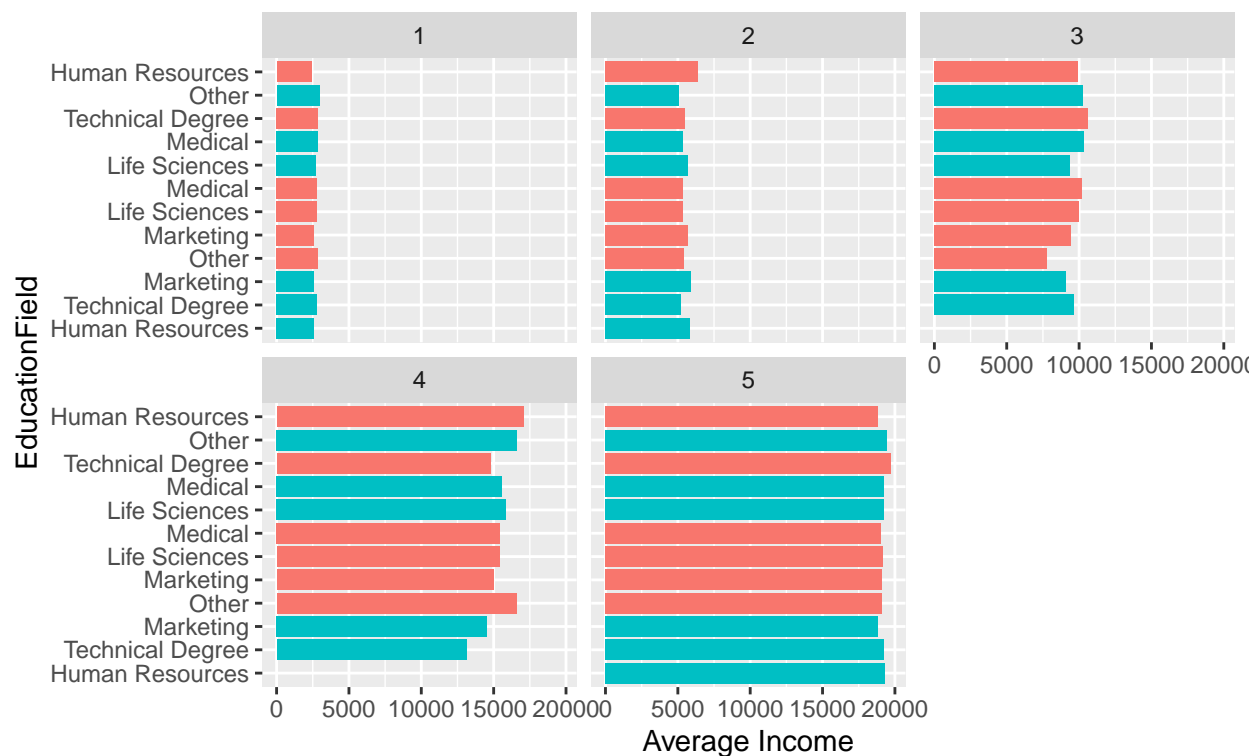 1 2 3
Human Resources
Other
Technical Degree
Medical
Life Sciences
Medical
Life Sciences
Marketing
Other
Marketing
Technical Degree
Human Resources
0 5000 10000 15000 20000
4 5
Human Resources
Other
Technical Degree
Medical
Life Sciences
Medical
Life Sciences
Marketing
Other
Marketing
Technical Degree
Human Resources
0 5000 10000 15000 20000 0 5000 10000 15000 20000
EducationField
Average Income